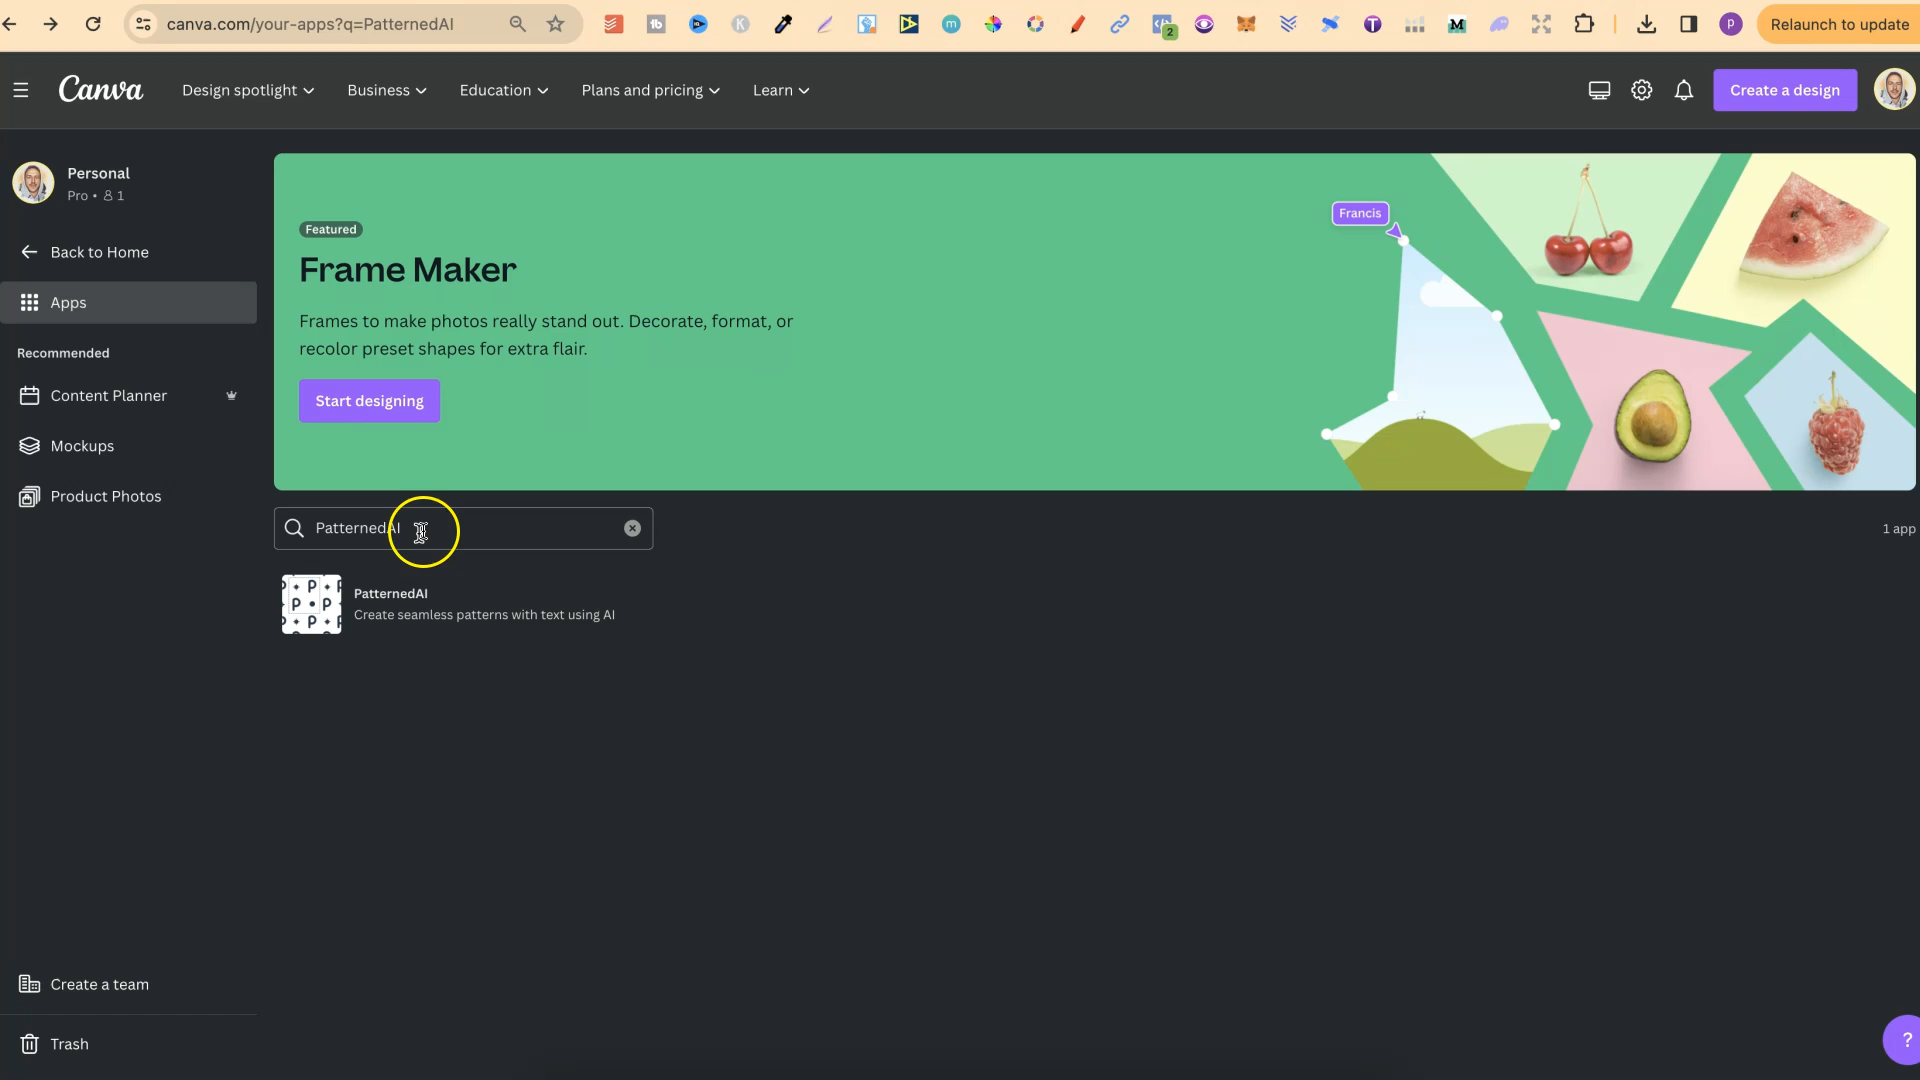 canva.com/your-apps?q=PatternedAI
2
Relaunch to update
Canva
Design spotlight
Business
Education
Plans and pricing
Learn
Create a design
Personal
Pro • 1
Back to Home
Apps
Recommended
Content Planner
Mockups
Product Photos
Create a team
Trash
Featured
Frame Maker
Frames to make photos really stand out. Decorate, format, or
recolor preset shapes for extra flair.
Start designing
Francis
PatternedAI
1 app
PatternedAI
Create seamless patterns with text using AI
?